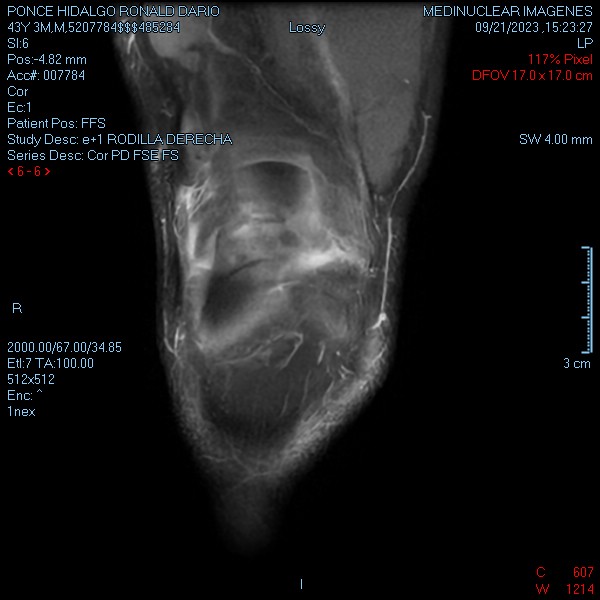 PONCE HIDALGO RONALD DARIO
43Y 3M,M,5207784$$$485284
SI:6
Pos:-4.82 mm
Acc#: 007784
Cor
Ec:1
Patient Pos: FFS
Study Desc: e+1 RODILLA DERECHA
Series Desc: Cor PD FSE FS
< 6 - 6 >
Lossy
MEDINUCLEAR IMAGENES
09/21/2023 ,15:23:27
LP
117% Pixel
DFOV 17.0 x 17.0 cm
SW 4.00 mm
R
3 cm
2000.00/67.00/34.85
Etl:7 TA:100.00
512x512
Enc: ^
1nex
I
C 607
W 1214